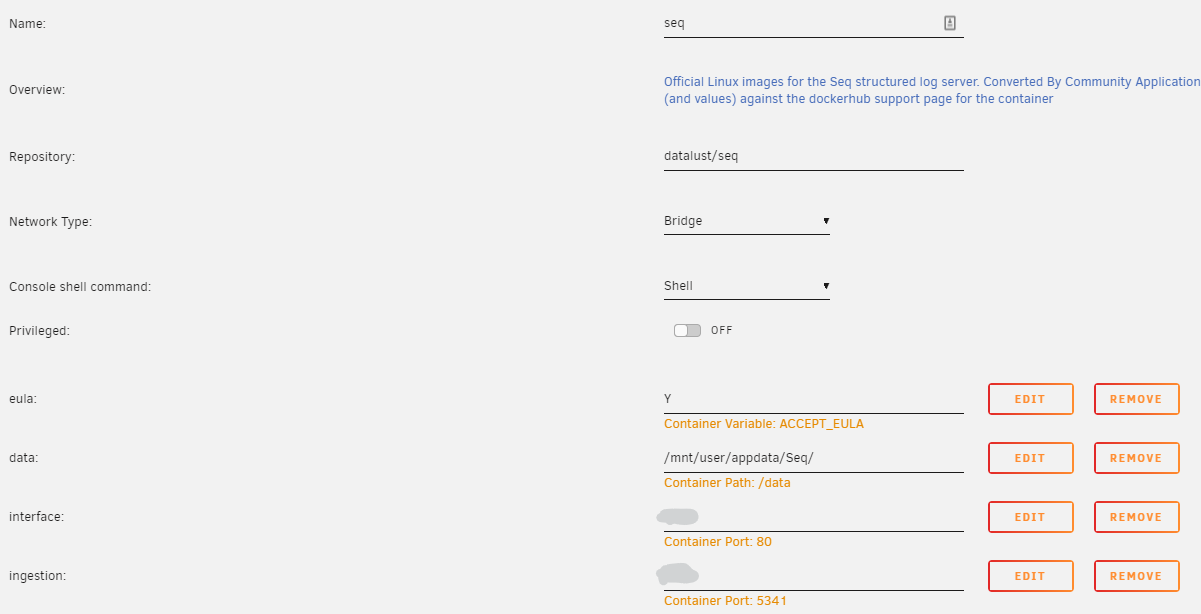 Name:
seq
Overview:
Official Linux images for the Seq structured log server. Converted By Community Application
(and values) against the dockerhub support page for the container
Repository:
datalust/seq
Network Type:
Bridge
Console shell command:
Shell
Privileged:
OFF
eula:
Y
EDIT
REMOVE
Container Variable: ACCEPT_EULA
data:
/mnt/user/appdata/Seq/
EDIT
REMOVE
Container Path: /data
interface:
EDIT
REMOVE
Container Port: 80
ingestion:
EDIT
REMOVE
Container Port: 5341